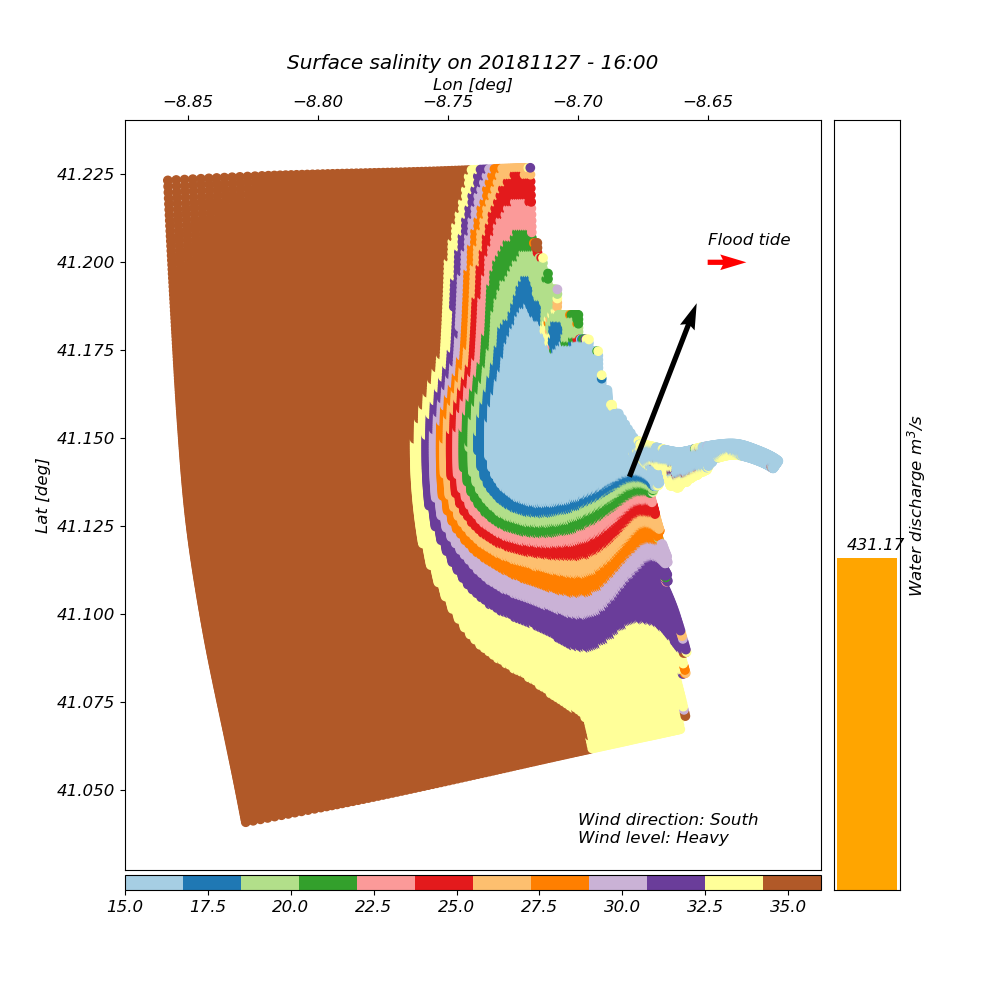 Surface salinity on 20181127 - 16:00
Lon [deg]
−8.85 −8.80 −8.75 −8.70 −8.65
41.225
41.200
41.175
41.150
41.125
41.100
41.075
41.050
Lat [deg]
Flood tide
Wind direction: South
Wind level: Heavy
15.0 17.5 20.0 22.5 25.0 27.5 30.0 32.5 35.0
431.17
Water discharge m³/s